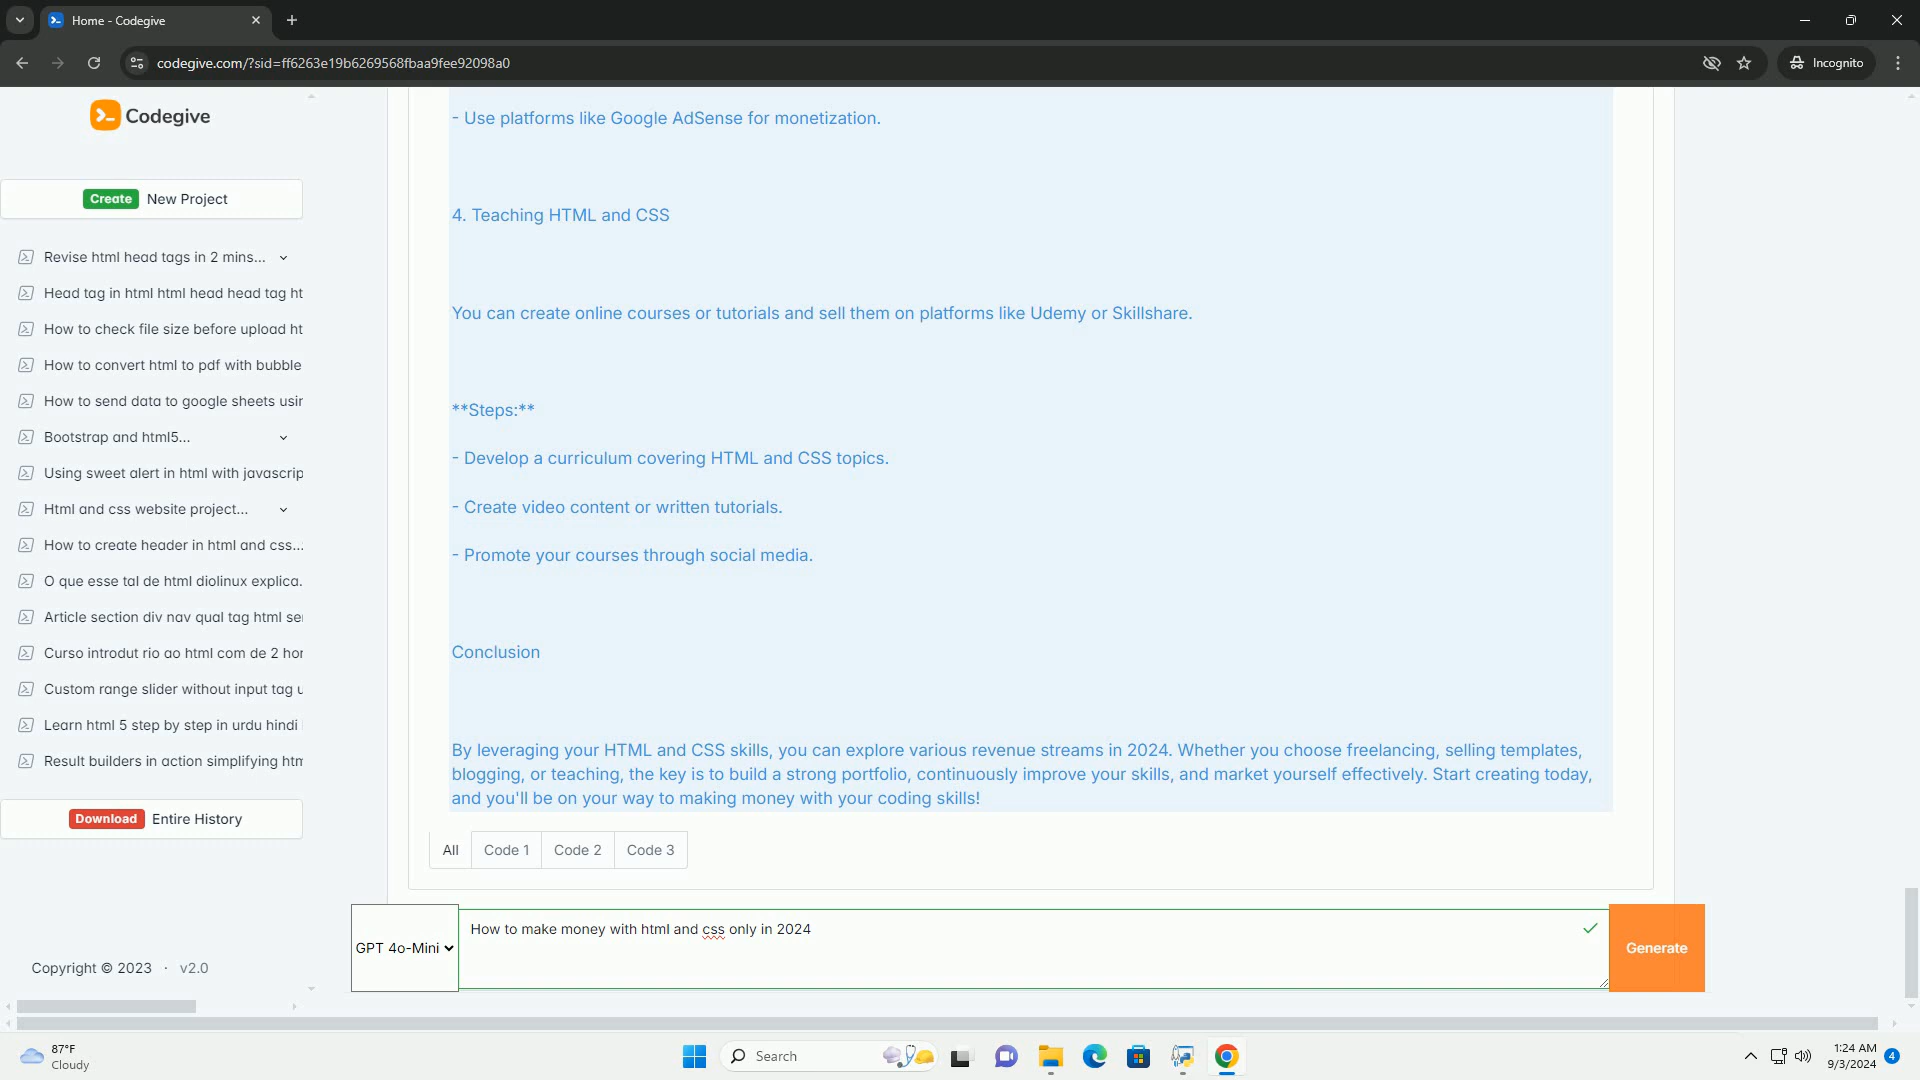 Home - Codegive
codegive.com/?sid=ff6263e19b6269568fbaa9fee92098a0
Incognito
Codegive
Create New Project
Revise html head tags in 2 mins...
Head tag in html html head head tag ht
How to check file size before upload ht
How to convert html to pdf with bubble
How to send data to google sheets usir
Bootstrap and html5...
Using sweet alert in html with javascrip
Html and css website project...
How to create header in html and css...
O que esse tal de html diolinux explica.
Article section div nav qual tag html se
Curso introdut rio ao html com de 2 hor
Custom range slider without input tag u
Learn html 5 step by step in urdu hindi
Result builders in action simplifying htm
Download Entire History
Copyright © 2023 · v2.0
- Use platforms like Google AdSense for monetization.
4. Teaching HTML and CSS
You can create online courses or tutorials and sell them on platforms like Udemy or Skillshare.
**Steps:**
- Develop a curriculum covering HTML and CSS topics.
- Create video content or written tutorials.
- Promote your courses through social media.
Conclusion
By leveraging your HTML and CSS skills, you can explore various revenue streams in 2024. Whether you choose freelancing, selling templates,
blogging, or teaching, the key is to build a strong portfolio, continuously improve your skills, and market yourself effectively. Start creating today,
and you'll be on your way to making money with your coding skills!
All Code 1 Code 2 Code 3
GPT 4o-Mini
How to make money with html and css only in 2024
Generate
87°F
Cloudy
Search
1:24 AM
9/3/2024
4